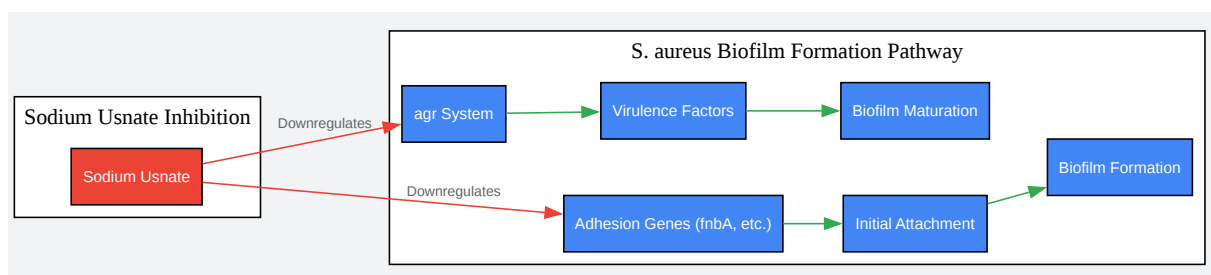 S. aureus Biofilm Formation Pathway
Sodium Usnate Inhibition
Sodium Usnate
Downregulates
Downregulates
agr System
Virulence Factors
Biofilm Maturation
Adhesion Genes (fnbA, etc.)
Initial Attachment
Biofilm Formation